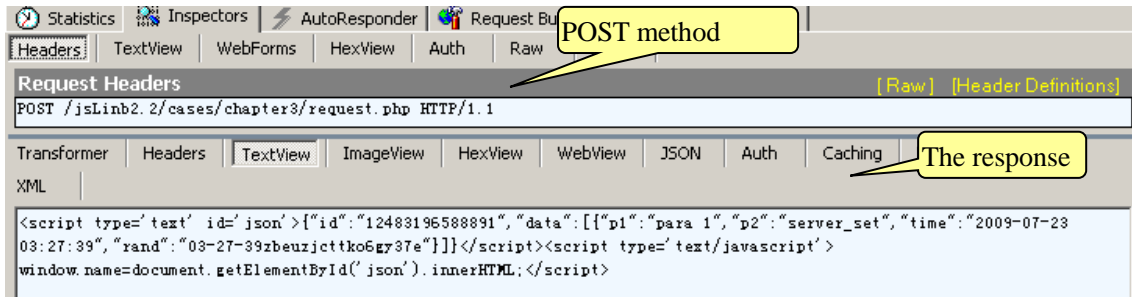 Statistics Inspectors AutoResponder Request Bu
POST method
Headers TextView WebForms HexView Auth Raw
Request Headers [ Raw ] [Header Definitions]
POST /jsLinb2.2/cases/chapter3/request.php HTTP/1.1
Transformer Headers TextView ImageView HexView WebView JSON Auth Caching
The response
XML
<script type='text' id='json'>{"id":"12483196588891","data":[{"p1":"para 1","p2":"server_set","time":"2009-07-23
03:27:39","rand":"03-27-39zbeuzjcttko6gy37e"}]}</script><script type='text/javascript'>
window.name=document.getElementById('json').innerHTML;</script>